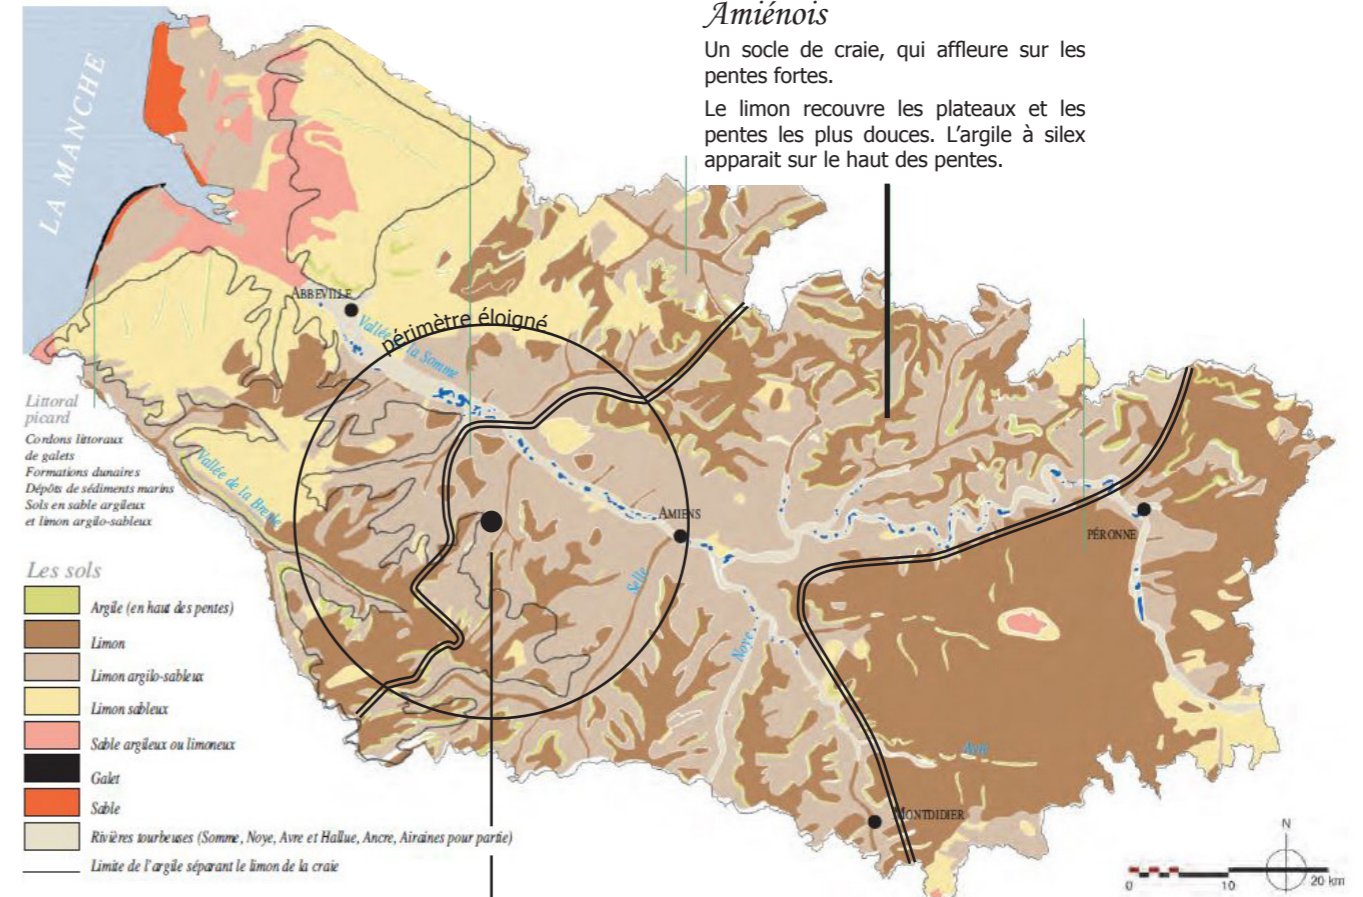 Amiénois
Un socle de craie, qui affleure sur les
pentes fortes.
Le limon recouvre les plateaux et les
pentes les plus douces. L'argile à silex
apparait sur le haut des pentes.
LA MANCHE
ABBEVILLE
périmètre éloigné
Vallée de la Somme
Vallée de la Bresle
AMIENS
Selle
Noye
PÉRONNE
Avre
MONTDIDIER
Littoral
picard
Cordons littoraux
de galets
Formations dunaires
Dépôts de sédiments marins
Sols en sable argileux
et limon argilo-sableux
Les sols
Argile (en haut des pentes)
Limon
Limon argilo-sableux
Limon sableux
Sable argileux ou limoneux
Galet
Sable
Rivières tourbeuses (Somme, Noye, Avre et Hallue, Ancre, Airaines pour partie)
Limite de l'argile séparant le limon de la craie
N
0 10 20 km